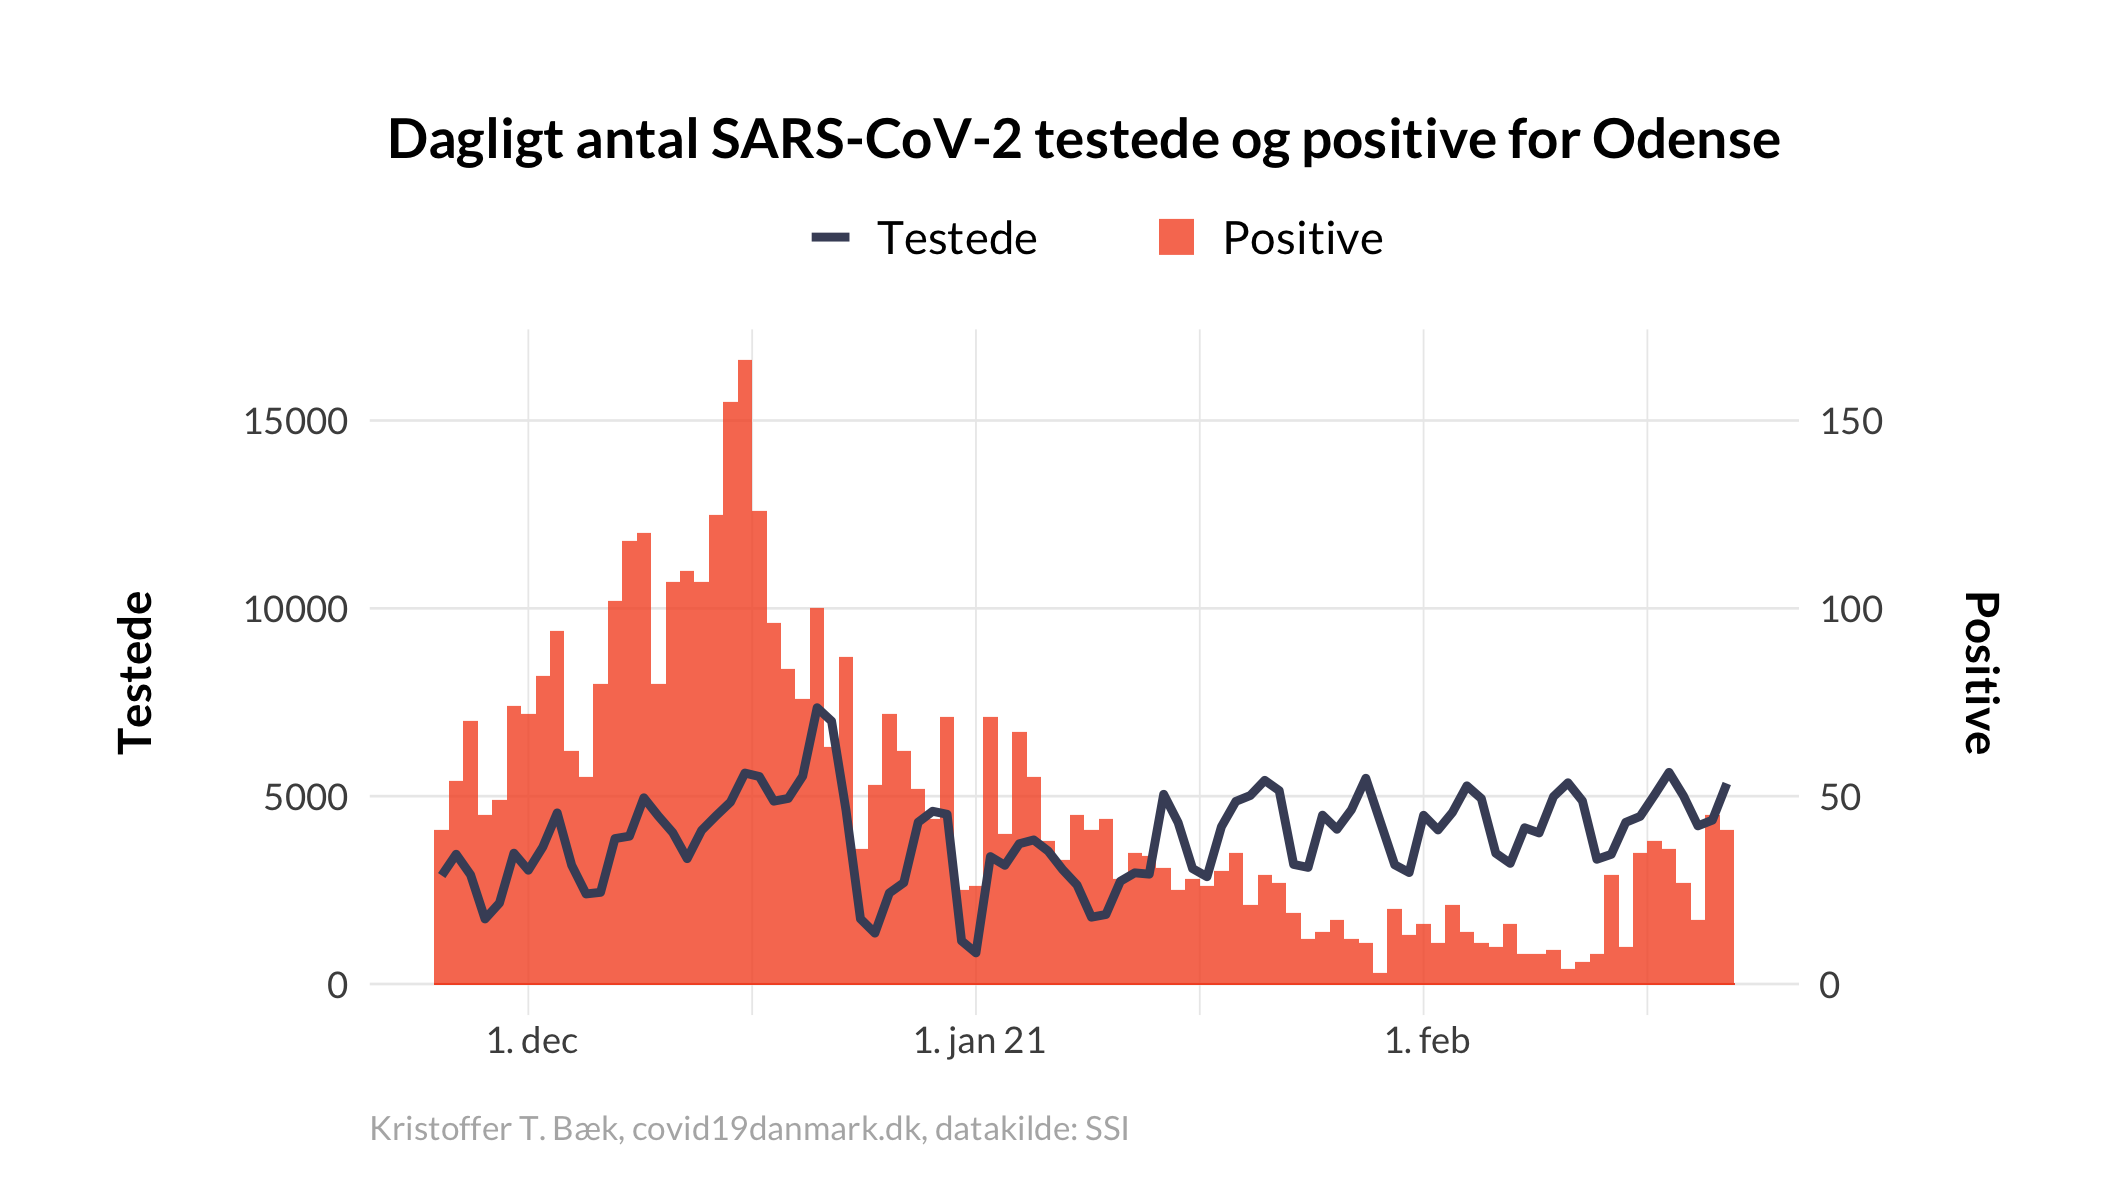 Dagligt antal SARS-CoV-2 testede og positive for Odense
Testede
Positive
15000
10000
5000
0
Testede
150
100
50
0
Positive
1. dec
1. jan 21
1. feb
Kristoffer T. Bæk, covid19danmark.dk, datakilde: SSI